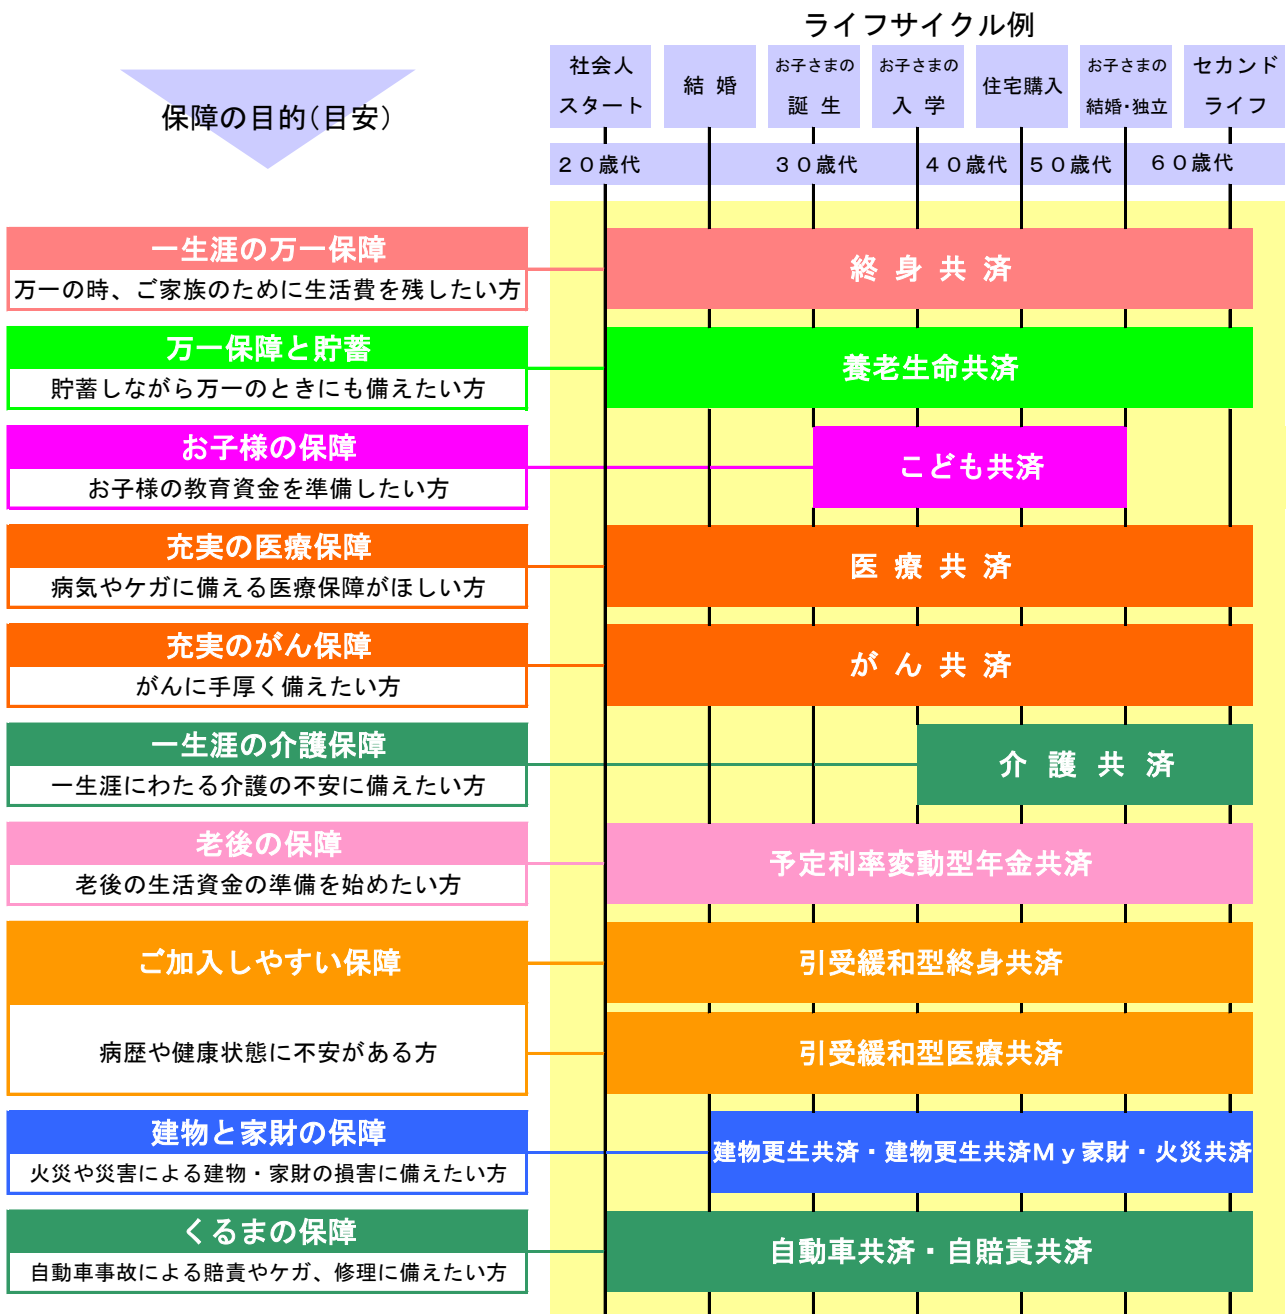 ライフサイクル例
保障の目的(目安)
社会人
スタート
結 婚
お子さまの
誕 生
お子さまの
入 学
住宅購入
お子さまの
結婚・独立
セカンド
ライフ
２０歳代
３０歳代
４０歳代
５０歳代
６０歳代
一生涯の万一保障
万一の時、ご家族のために生活費を残したい方
終 身 共 済
万一保障と貯蓄
貯蓄しながら万一のときにも備えたい方
養老生命共済
お子様の保障
お子様の教育資金を準備したい方
こども共済
充実の医療保障
病気やケガに備える医療保障がほしい方
医 療 共 済
充実のがん保障
がんに手厚く備えたい方
が ん 共 済
一生涯の介護保障
一生涯にわたる介護の不安に備えたい方
介 護 共 済
老後の保障
老後の生活資金の準備を始めたい方
予定利率変動型年金共済
ご加入しやすい保障
引受緩和型終身共済
病歴や健康状態に不安がある方
引受緩和型医療共済
建物と家財の保障
火災や災害による建物・家財の損害に備えたい方
建物更生共済・建物更生共済Ｍｙ家財・火災共済
くるまの保障
自動車事故による賠責やケガ、修理に備えたい方
自動車共済・自賠責共済